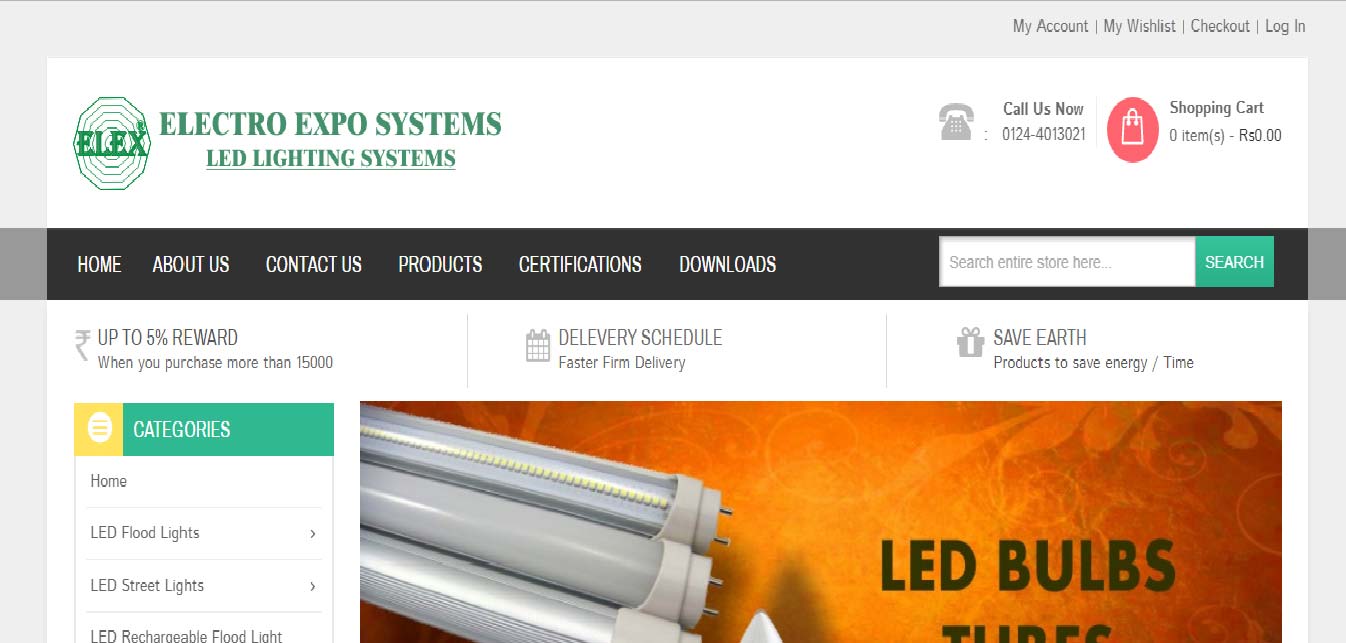 My Account | My Wishlist | Checkout | Log In
ELEX®
ELECTRO EXPO SYSTEMS
LED LIGHTING SYSTEMS
Call Us Now
: 0124-4013021
Shopping Cart
0 item(s) - Rs0.00
HOME ABOUT US CONTACT US PRODUCTS CERTIFICATIONS DOWNLOADS
Search entire store here...
SEARCH
₹ UP TO 5% REWARD
When you purchase more than 15000
DELEVERY SCHEDULE
Faster Firm Delivery
SAVE EARTH
Products to save energy / Time
CATEGORIES
Home
LED Flood Lights ›
LED Street Lights ›
LED Rechargeable Flood Light
LED BULBS
TUBES